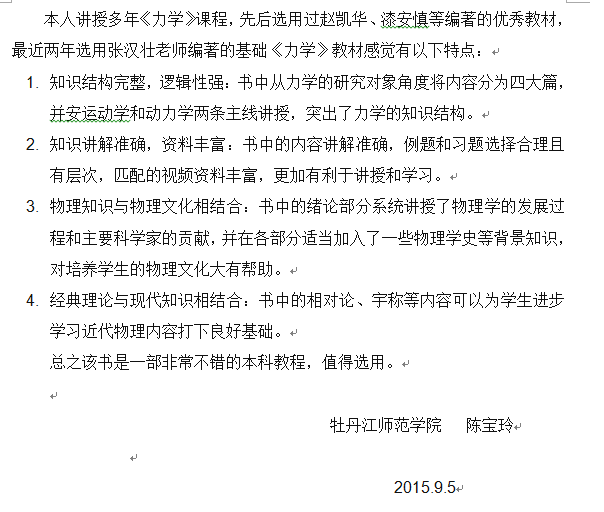 本人讲授多年《力学》课程，先后选用过赵凯华、漆安慎等编著的优秀教材，
最近两年选用张汉壮老师编著的基础《力学》教材感觉有以下特点：
1. 知识结构完整，逻辑性强：书中从力学的研究对象角度将内容分为四大篇，
并安运动学和动力学两条主线讲授，突出了力学的知识结构。
2. 知识讲解准确，资料丰富：书中的内容讲解准确，例题和习题选择合理且
有层次，匹配的视频资料丰富，更加有利于讲授和学习。
3. 物理知识与物理文化相结合：书中的绪论部分系统讲授了物理学的发展过
程和主要科学家的贡献，并在各部分适当加入了一些物理学史等背景知识，
对培养学生的物理文化大有帮助。
4. 经典理论与现代知识相结合：书中的相对论、宇称等内容可以为学生进步
学习近代物理内容打下良好基础。
总之该书是一部非常不错的本科教程，值得选用。
牡丹江师范学院 陈宝玲
2015.9.5